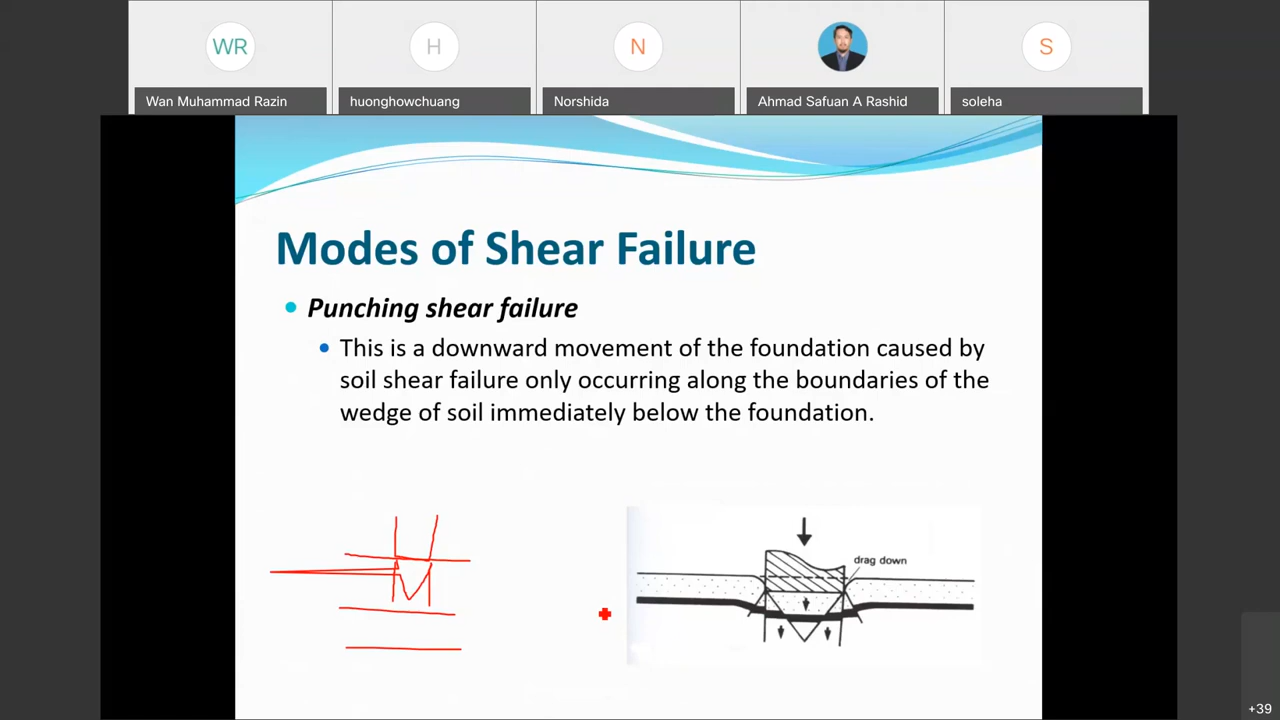 WR
H
N
S
Wan Muhammad Razin
huonghowchuang
Norshida
Ahmad Safuan A Rashid
soleha
Modes of Shear Failure
Punching shear failure
This is a downward movement of the foundation caused by
soil shear failure only occurring along the boundaries of the
wedge of soil immediately below the foundation.
drag down
+39